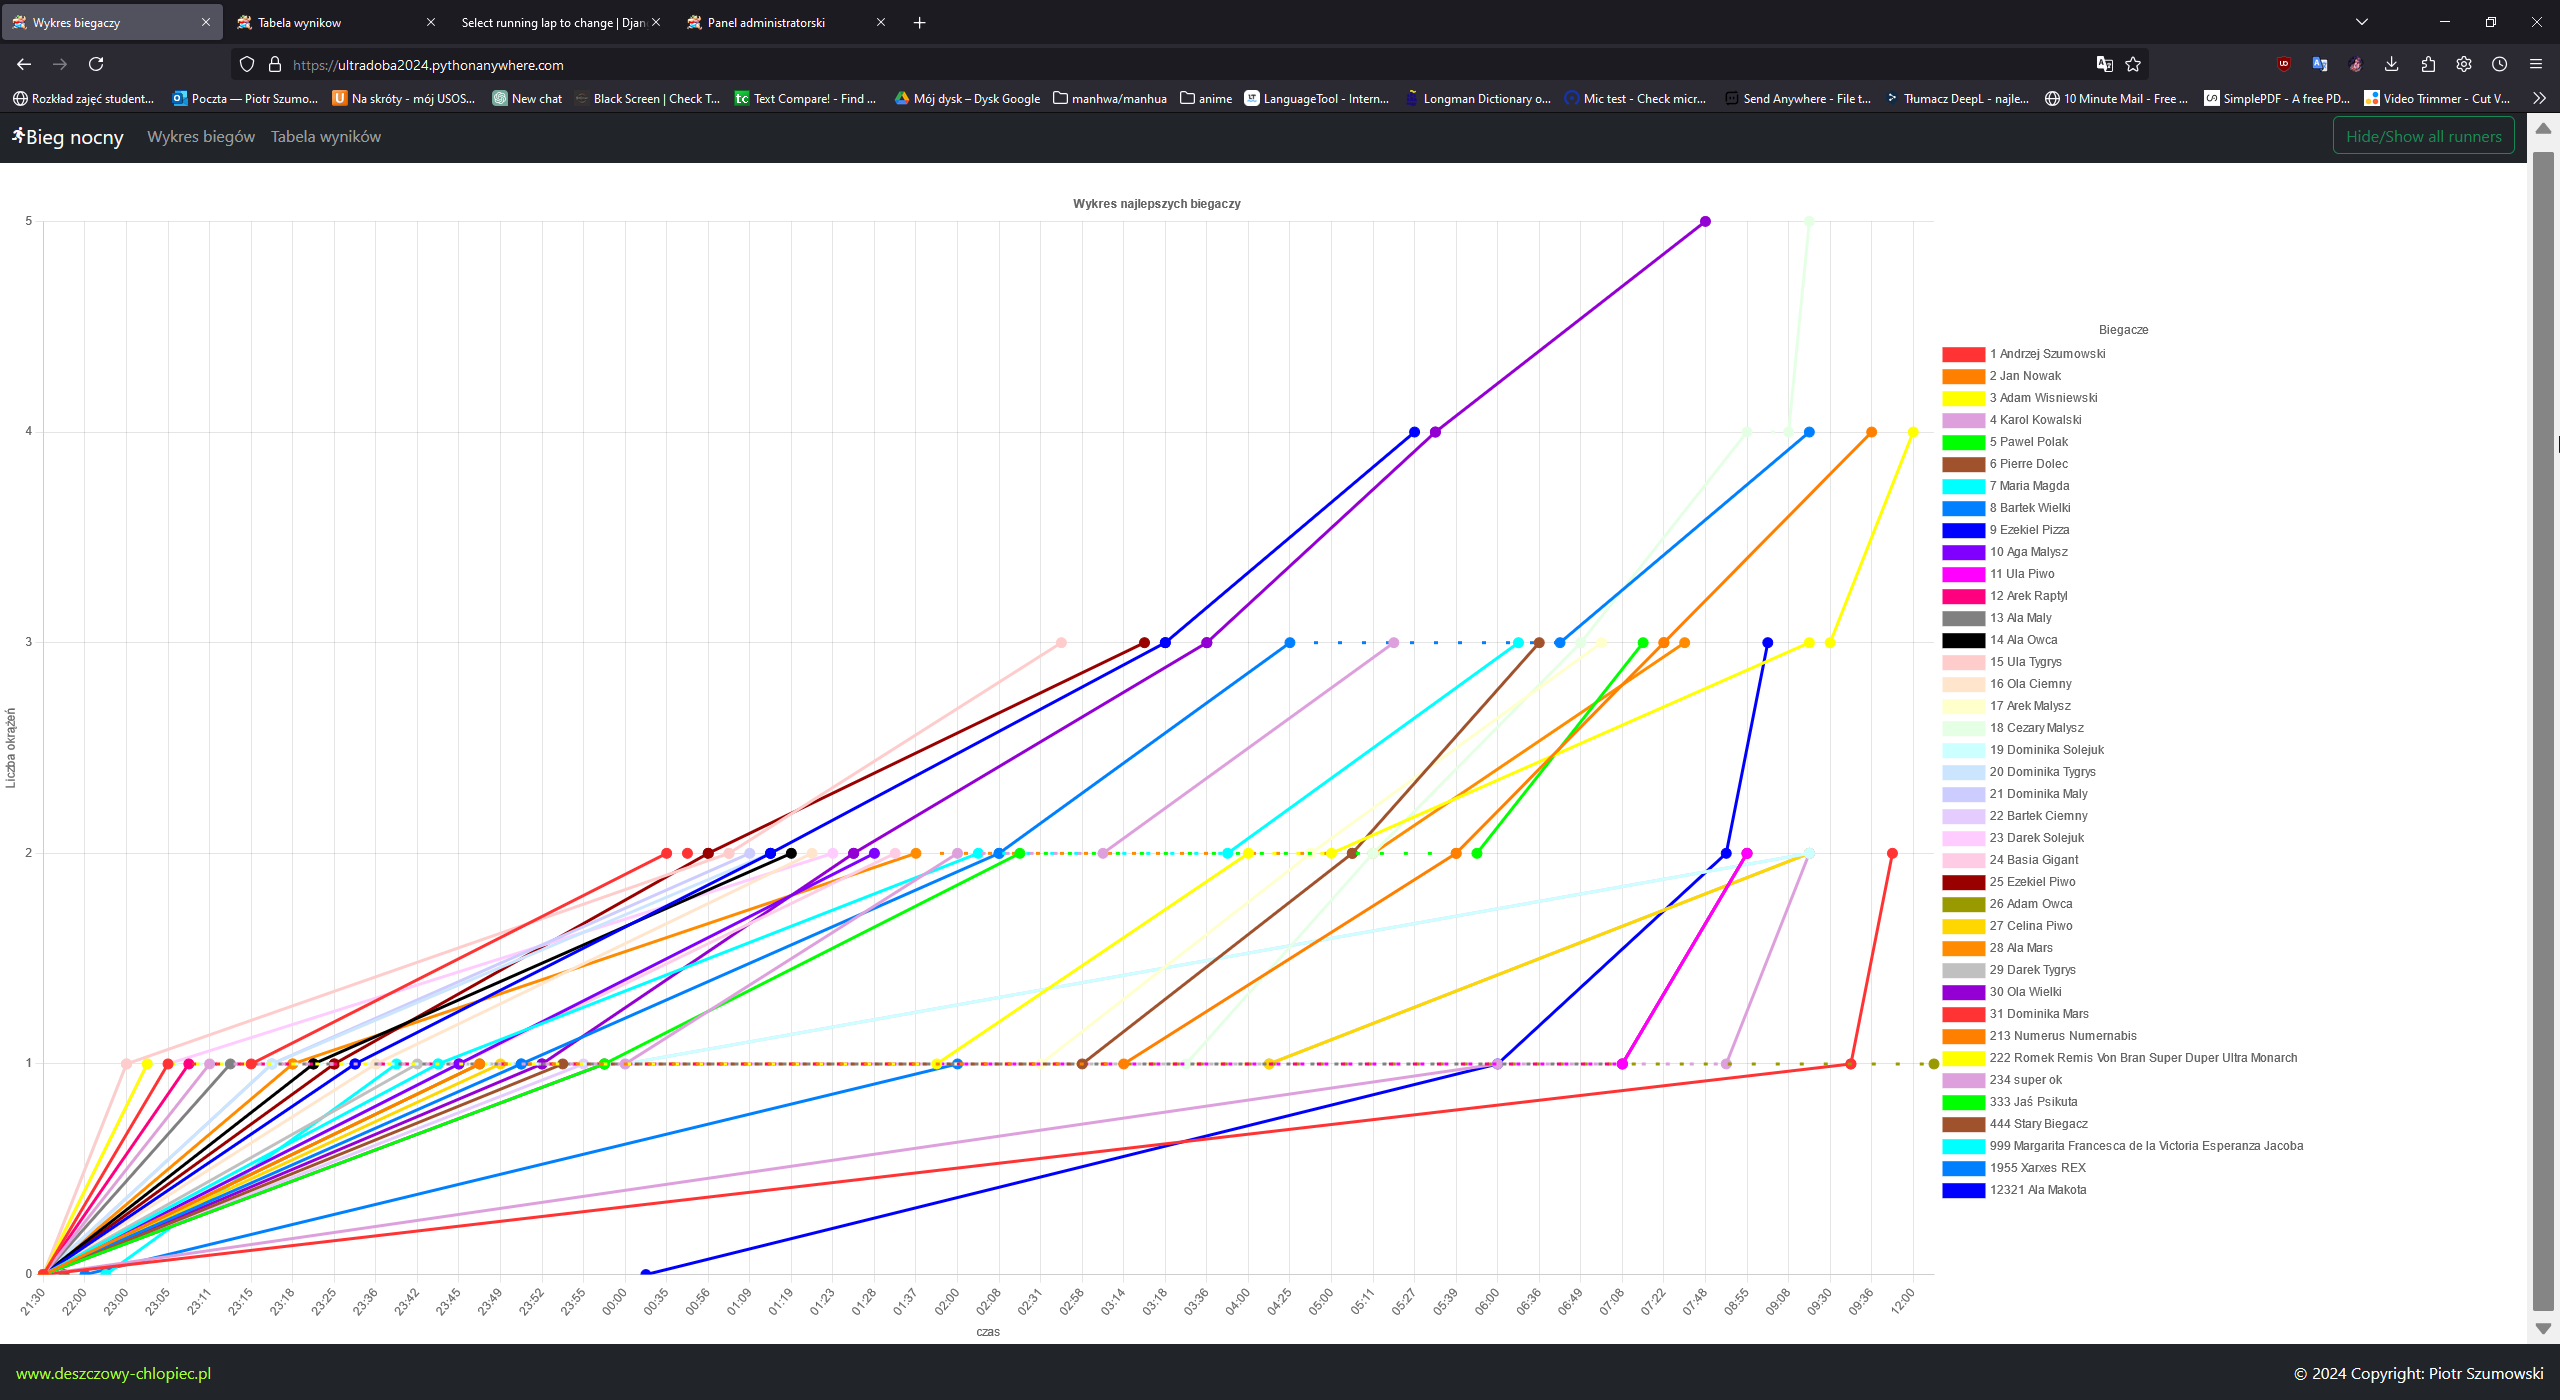 Wykres biegaczy
Tabela wynikow
Select running lap to change | Djan
Panel administratorski
https://ultradoba2024.pythonanywhere.com
Rozkład zajęć student...
Poczta — Piotr Szumo...
Na skróty - mój USOS...
New chat
Black Screen | Check T...
Text Compare! - Find ...
Mój dysk – Dysk Google
manhwa/manhua
anime
LanguageTool - Intern...
Longman Dictionary o...
Mic test - Check micr...
Send Anywhere - File t...
Tłumacz DeepL - najle...
10 Minute Mail - Free ...
SimplePDF - A free PD...
Video Trimmer - Cut V...
Bieg nocny
Wykres biegów
Tabela wyników
Hide/Show all runners
Wykres najlepszych biegaczy
5
4
3
2
1
0
Liczba okrążeń
21:30
22:00
23:00
23:05
23:11
23:15
23:18
23:25
23:36
23:42
23:45
23:49
23:52
23:55
00:00
00:35
00:56
01:09
01:19
01:23
01:28
01:37
02:00
02:08
02:31
02:58
03:14
03:18
03:36
04:00
04:25
05:00
05:11
05:27
05:39
06:00
06:36
06:49
07:08
07:22
07:48
08:55
09:08
09:30
09:36
12:00
czas
Biegacze
1 Andrzej Szumowski
2 Jan Nowak
3 Adam Wisniewski
4 Karol Kowalski
5 Pawel Polak
6 Pierre Dolec
7 Maria Magda
8 Bartek Wielki
9 Ezekiel Pizza
10 Aga Malysz
11 Ula Piwo
12 Arek Raptyl
13 Ala Maly
14 Ala Owca
15 Ula Tygrys
16 Ola Ciemny
17 Arek Malysz
18 Cezary Malysz
19 Dominika Solejuk
20 Dominika Tygrys
21 Dominika Maly
22 Bartek Ciemny
23 Darek Solejuk
24 Basia Gigant
25 Ezekiel Piwo
26 Adam Owca
27 Celina Piwo
28 Ala Mars
29 Darek Tygrys
30 Ola Wielki
31 Dominika Mars
213 Numerus Numernabis
222 Romek Remis Von Bran Super Duper Ultra Monarch
234 super ok
333 Jaś Psikuta
444 Stary Biegacz
999 Margarita Francesca de la Victoria Esperanza Jacoba
1955 Xarxes REX
12321 Ala Makota
www.deszczowy-chlopiec.pl
© 2024 Copyright: Piotr Szumowski